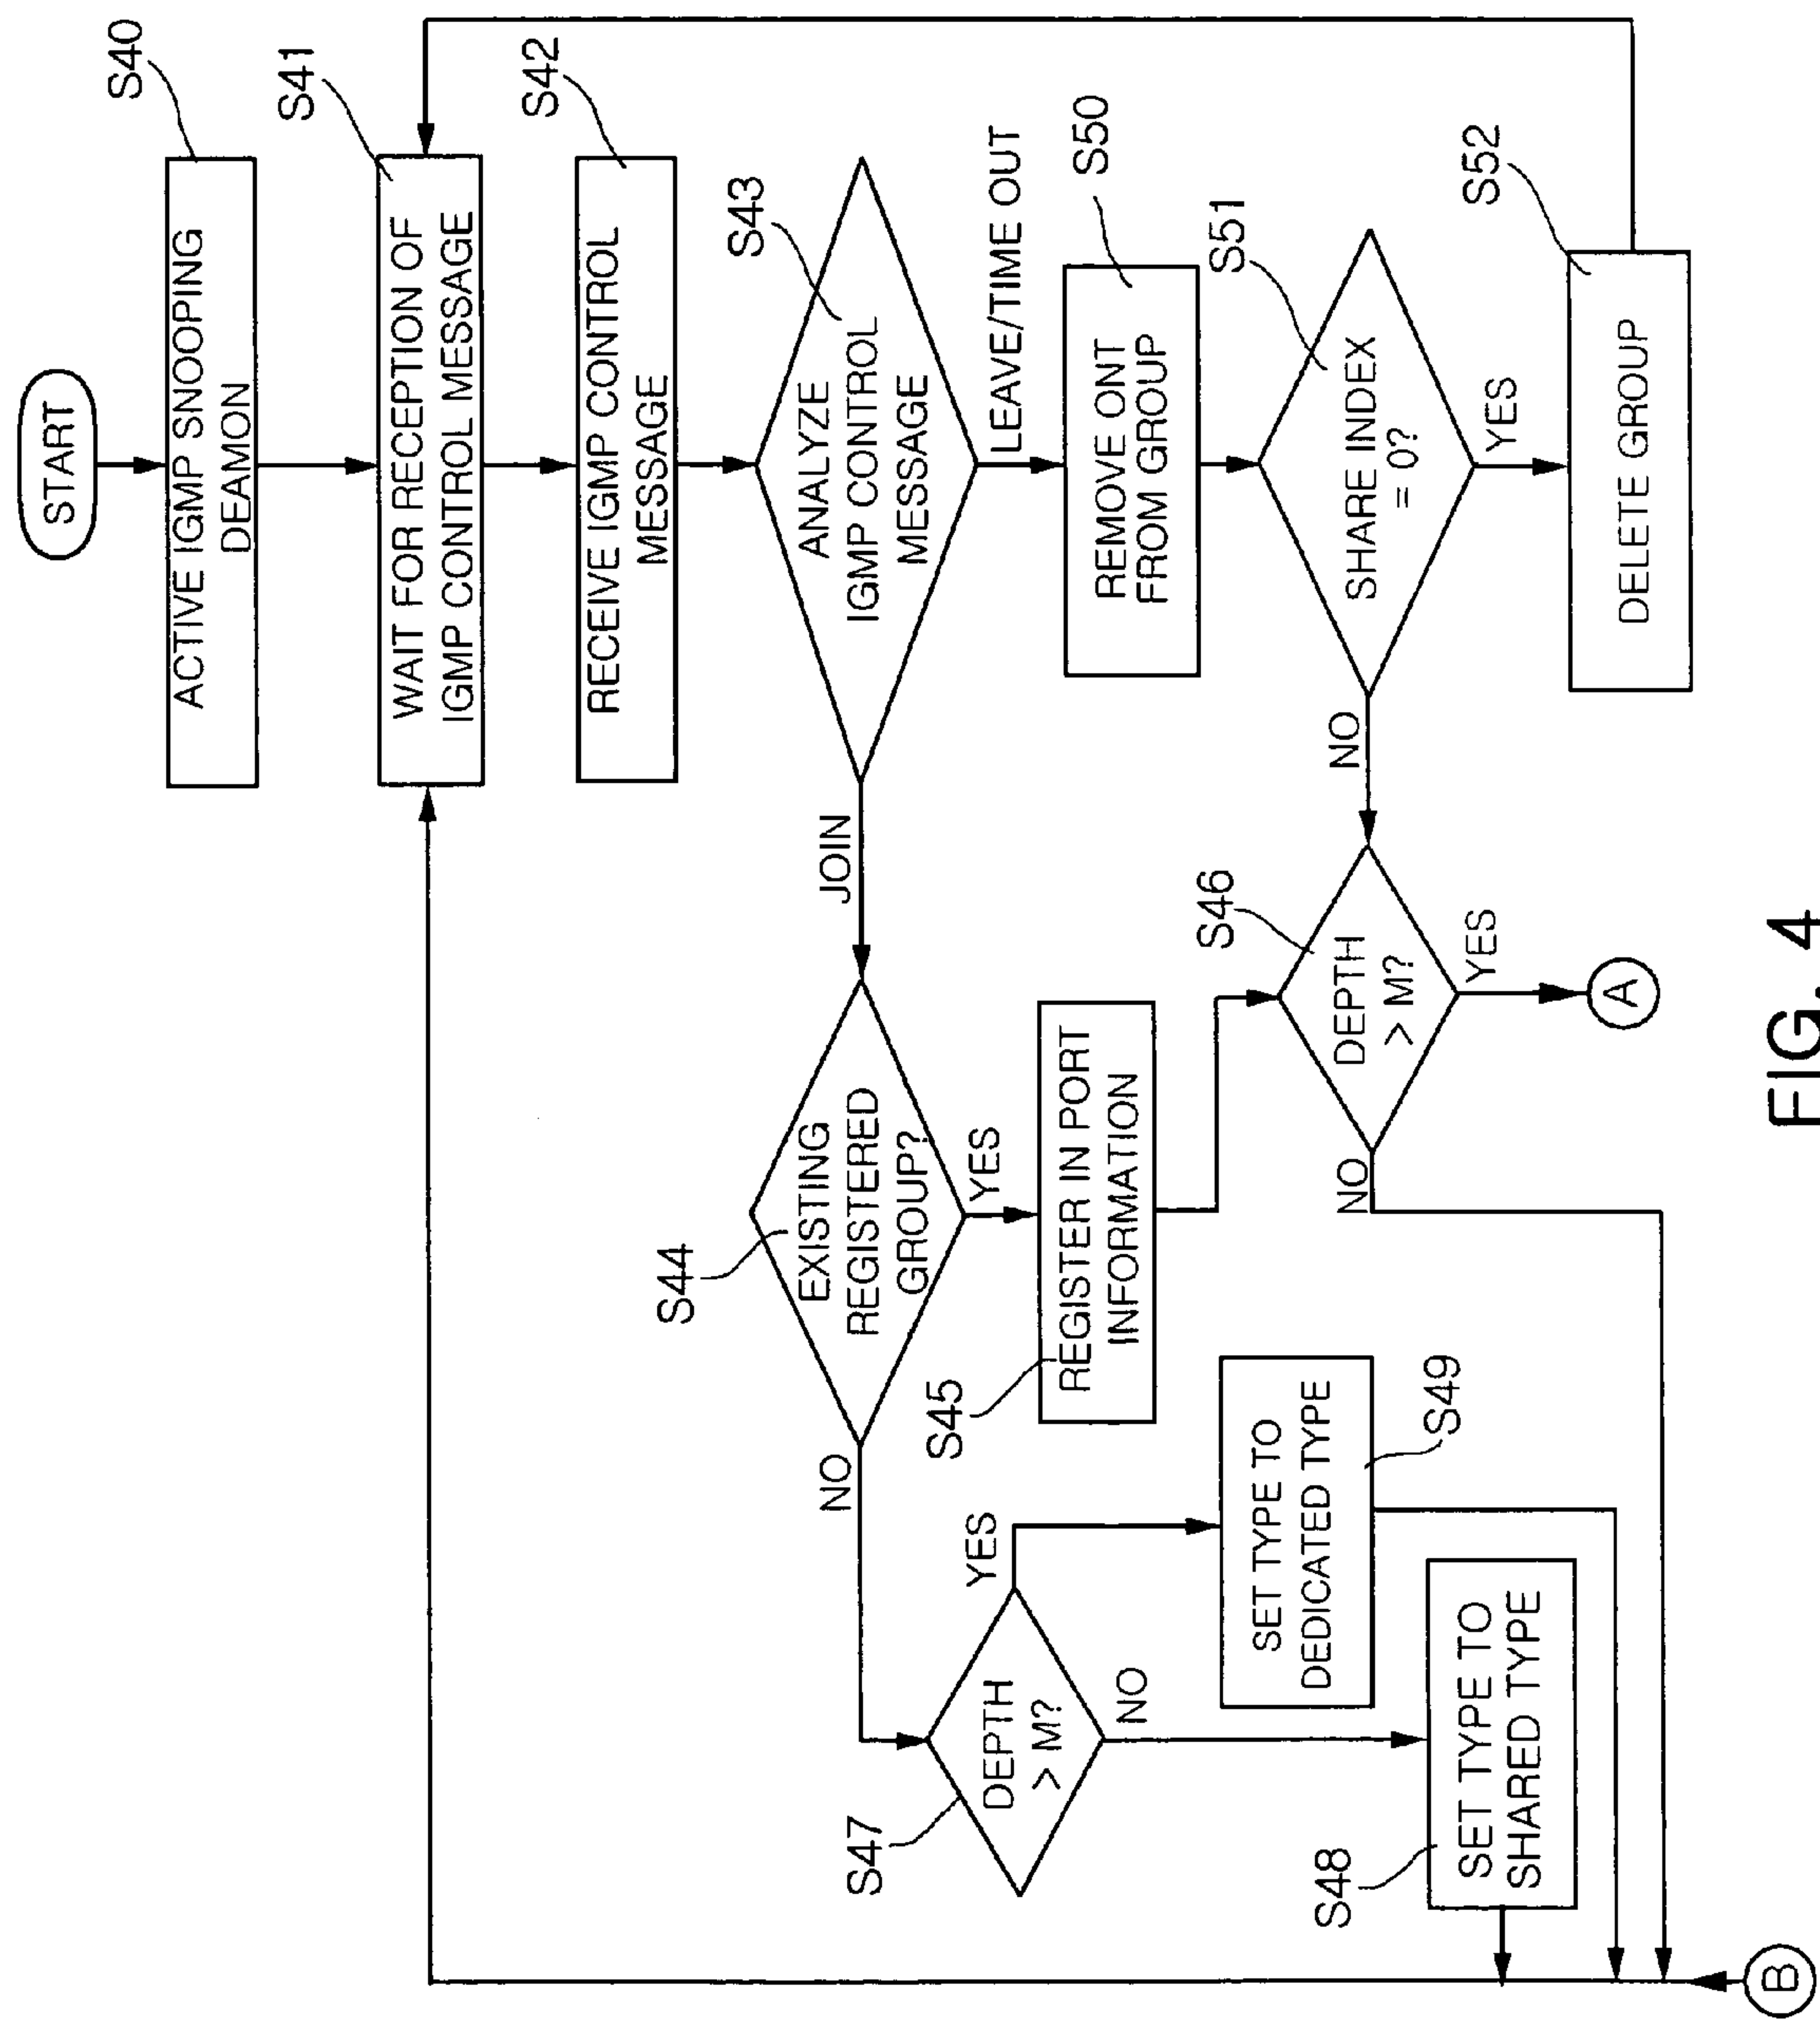 START
S40
ACTIVE IGMP SNOOPING
DEAMON
S41
WAIT FOR RECEPTION OF
IGMP CONTROL MESSAGE
S42
RECEIVE IGMP CONTROL
MESSAGE
S43
ANALYZE
IGMP CONTROL
MESSAGE
JOIN
LEAVE/TIME OUT
S44
EXISTING
REGISTERED
GROUP?
NO
YES
S50
REMOVE ONT
FROM GROUP
S45
REGISTER IN PORT
INFORMATION
S47
DEPTH
> M?
YES
NO
S51
SHARE INDEX
= 0?
NO
YES
S46
DEPTH
> M?
NO
YES
SET TYPE TO
DEDICATED TYPE
S49
S48
SET TYPE TO
SHARED TYPE
S52
DELETE GROUP
A
B
FIG. 4